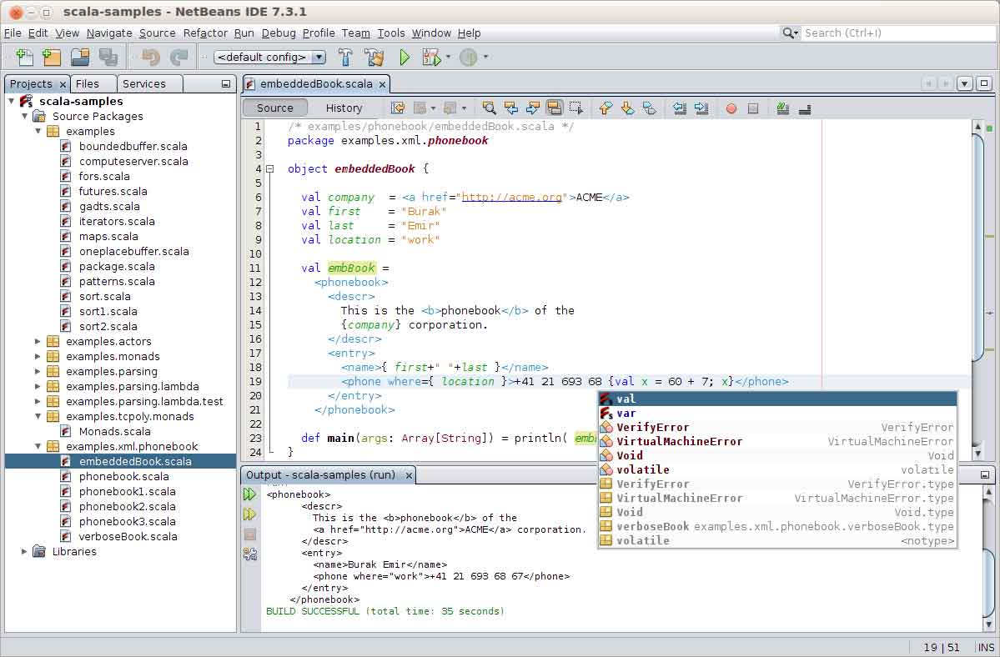 scala-samples - NetBeans IDE 7.3.1
File Edit View Navigate Source Refactor Run Debug Profile Team Tools Window Help
Search (Ctrl+I)
<default config>
Projects Files Services
scala-samples
Source Packages
examples
boundedbuffer.scala
computeserver.scala
fors.scala
futures.scala
gadts.scala
iterators.scala
maps.scala
oneplacebuffer.scala
package.scala
patterns.scala
sort.scala
sort1.scala
sort2.scala
examples.actors
examples.monads
examples.parsing
examples.parsing.lambda
examples.parsing.lambda.test
examples.tcpoly.monads
Monads.scala
examples.xml.phonebook
embeddedBook.scala
phonebook.scala
phonebook1.scala
phonebook2.scala
phonebook3.scala
verboseBook.scala
Libraries
embeddedBook.scala
Source History
1 /* examples/phonebook/embeddedBook.scala */
2 package examples.xml.phonebook
3
4 object embeddedBook {
5
6 val company = <a href="http://acme.org">ACME</a>
7 val first = "Burak"
8 val last = "Emir"
9 val location = "work"
10
11 val embBook =
12 <phonebook>
13 <descr>
14 This is the <b>phonebook</b> of the
15 {company} corporation.
16 </descr>
17 <entry>
18 <name>{ first+" "+last }</name>
19 <phone where={ location }>+41 21 693 68 {val x = 60 + 7; x}</phone>
20 </entry>
21 </phonebook>
22
23 def main(args: Array[String]) = println(
24 }
val
var
VerifyError VerifyError
VirtualMachineError VirtualMachineError
Void Void
volatile volatile
VerifyError VerifyError.type
VirtualMachineError VirtualMachineError.type
Void Void.type
verboseBook examples.xml.phonebook.verboseBook.type
volatile <notype>
Output - scala-samples (run)
<phonebook>
<descr>
This is the <b>phonebook</b> of the
<a href="http://acme.org">ACME</a> corporation.
</descr>
<entry>
<name>Burak Emir</name>
<phone where="work">+41 21 693 68 67</phone>
</entry>
</phonebook>
BUILD SUCCESSFUL (total time: 35 seconds)
19 | 51 INS